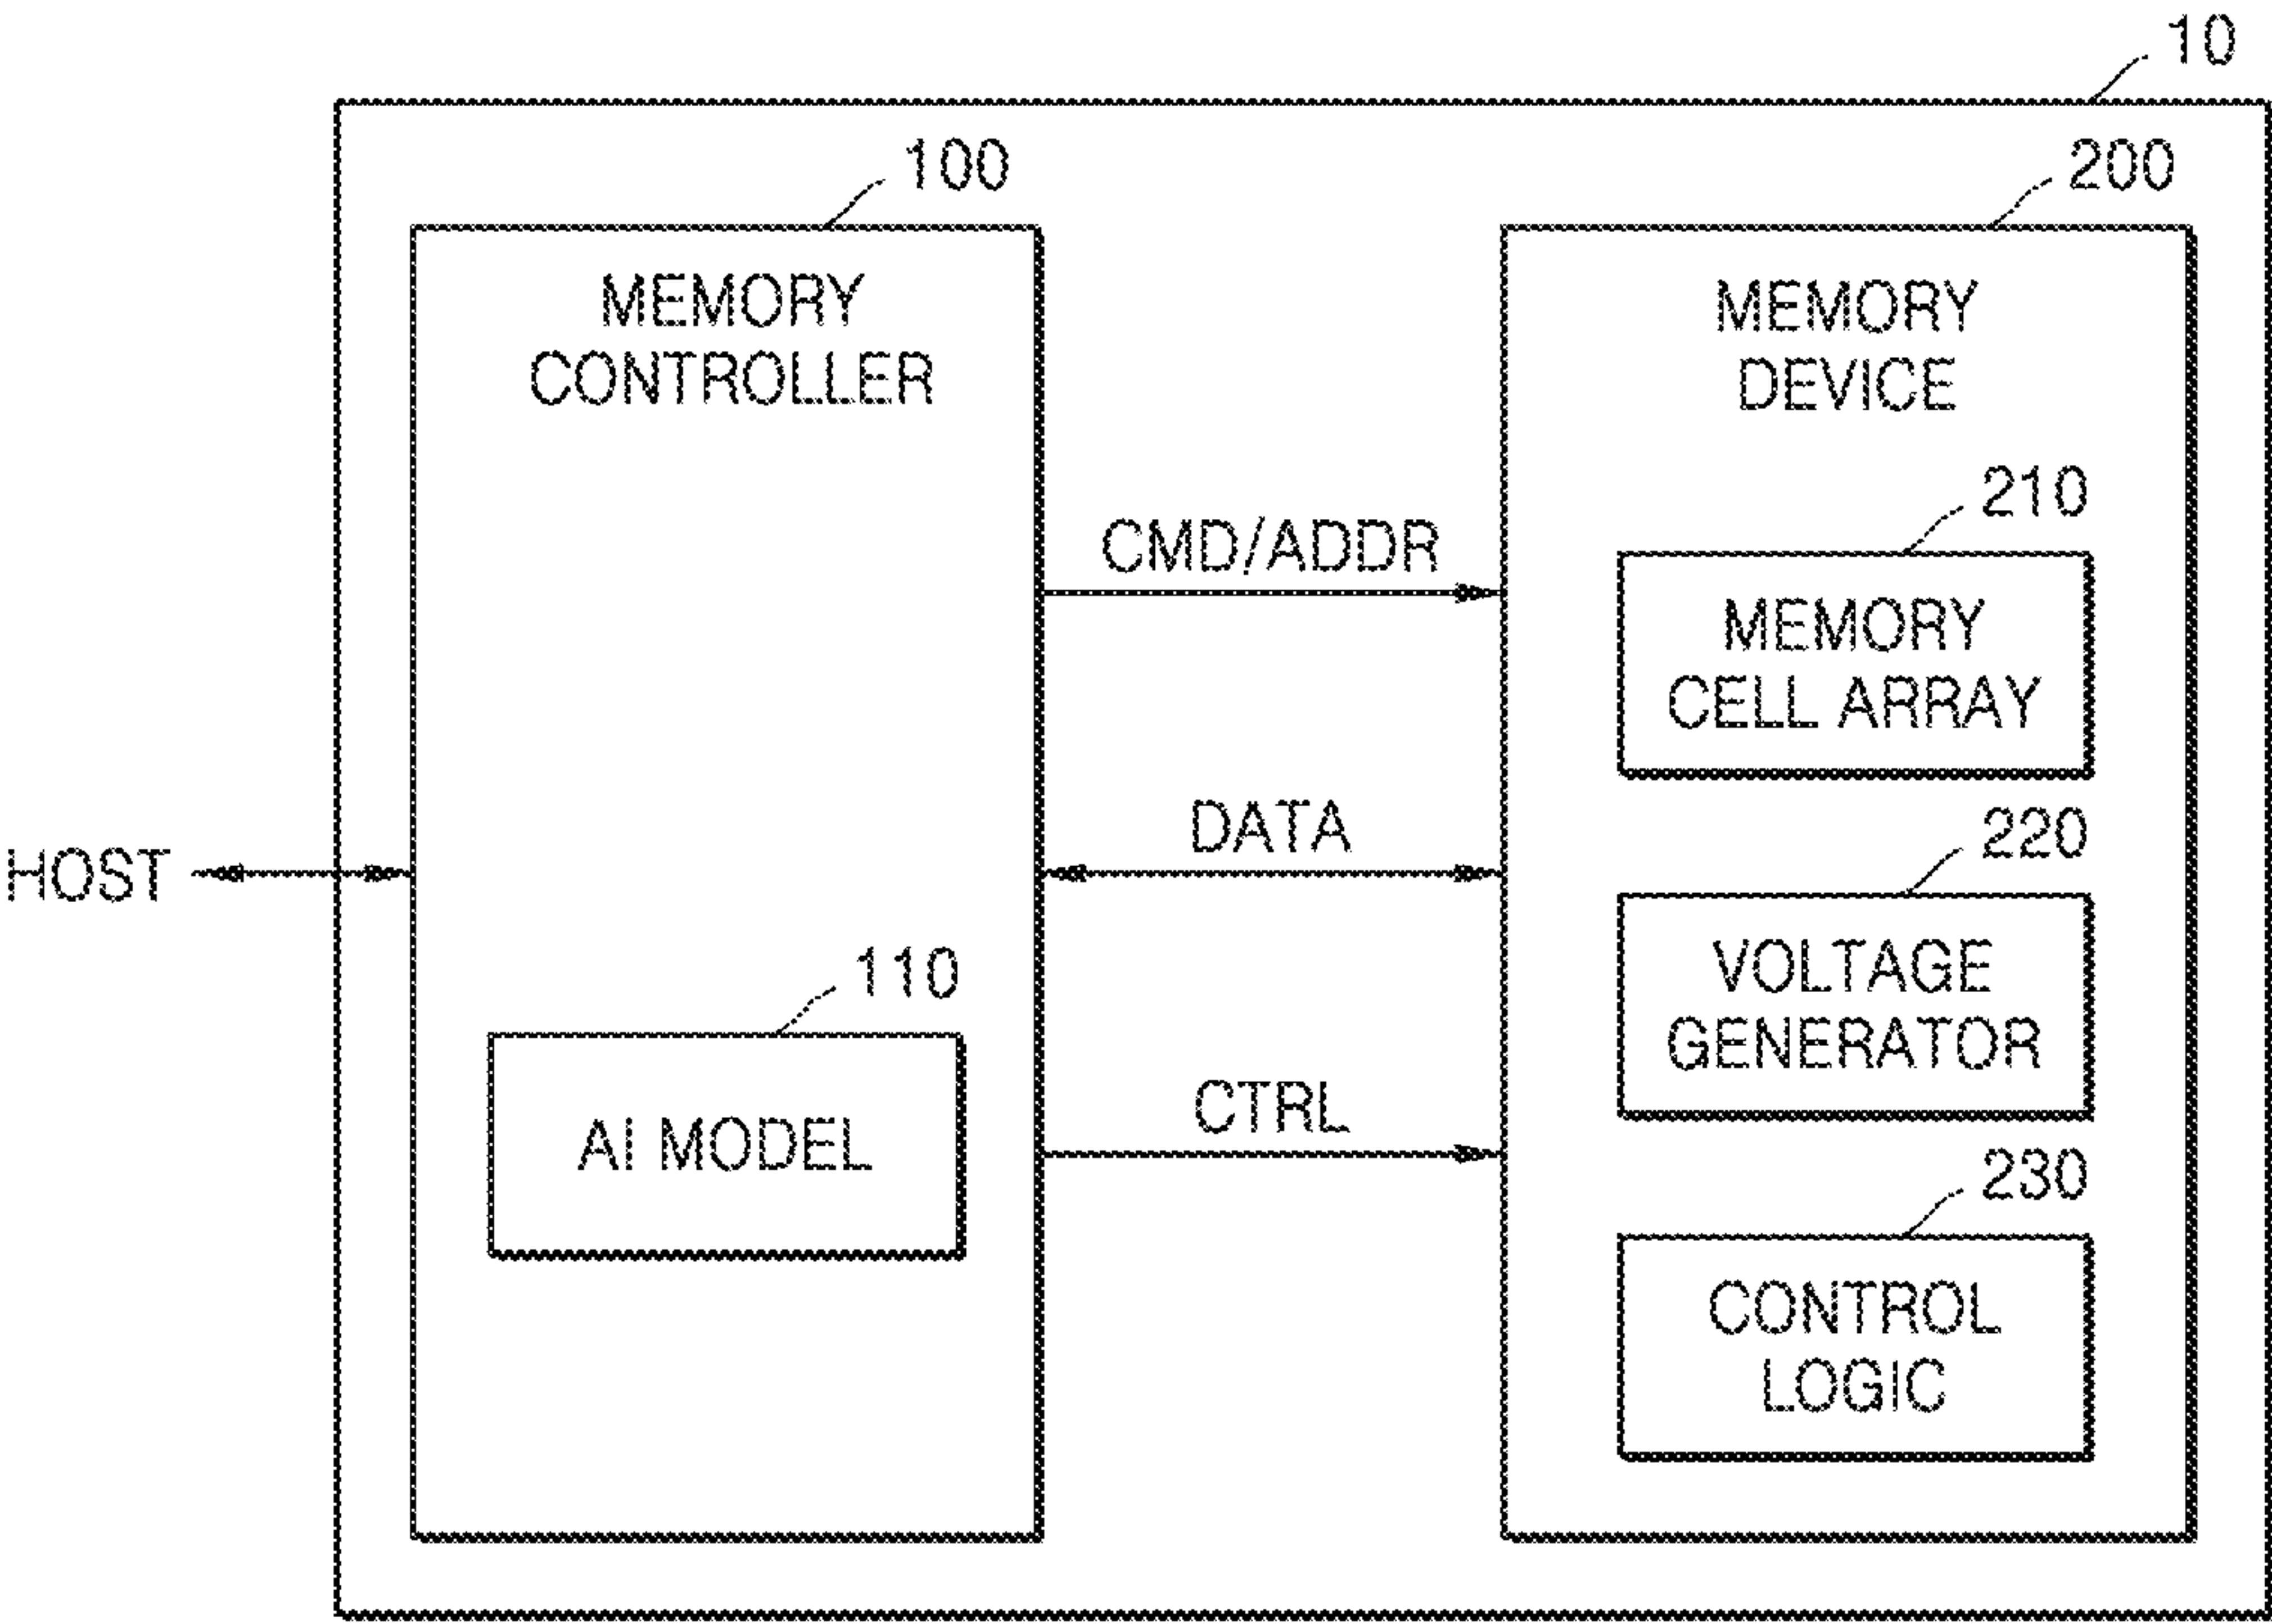 10
100
200
MEMORY
CONTROLLER
MEMORY
DEVICE
210
CMD/ADDR
MEMORY
CELL ARRAY
DATA
220
HOST
VOLTAGE
GENERATOR
110
CTRL
AI MODEL
230
CONTROL
LOGIC